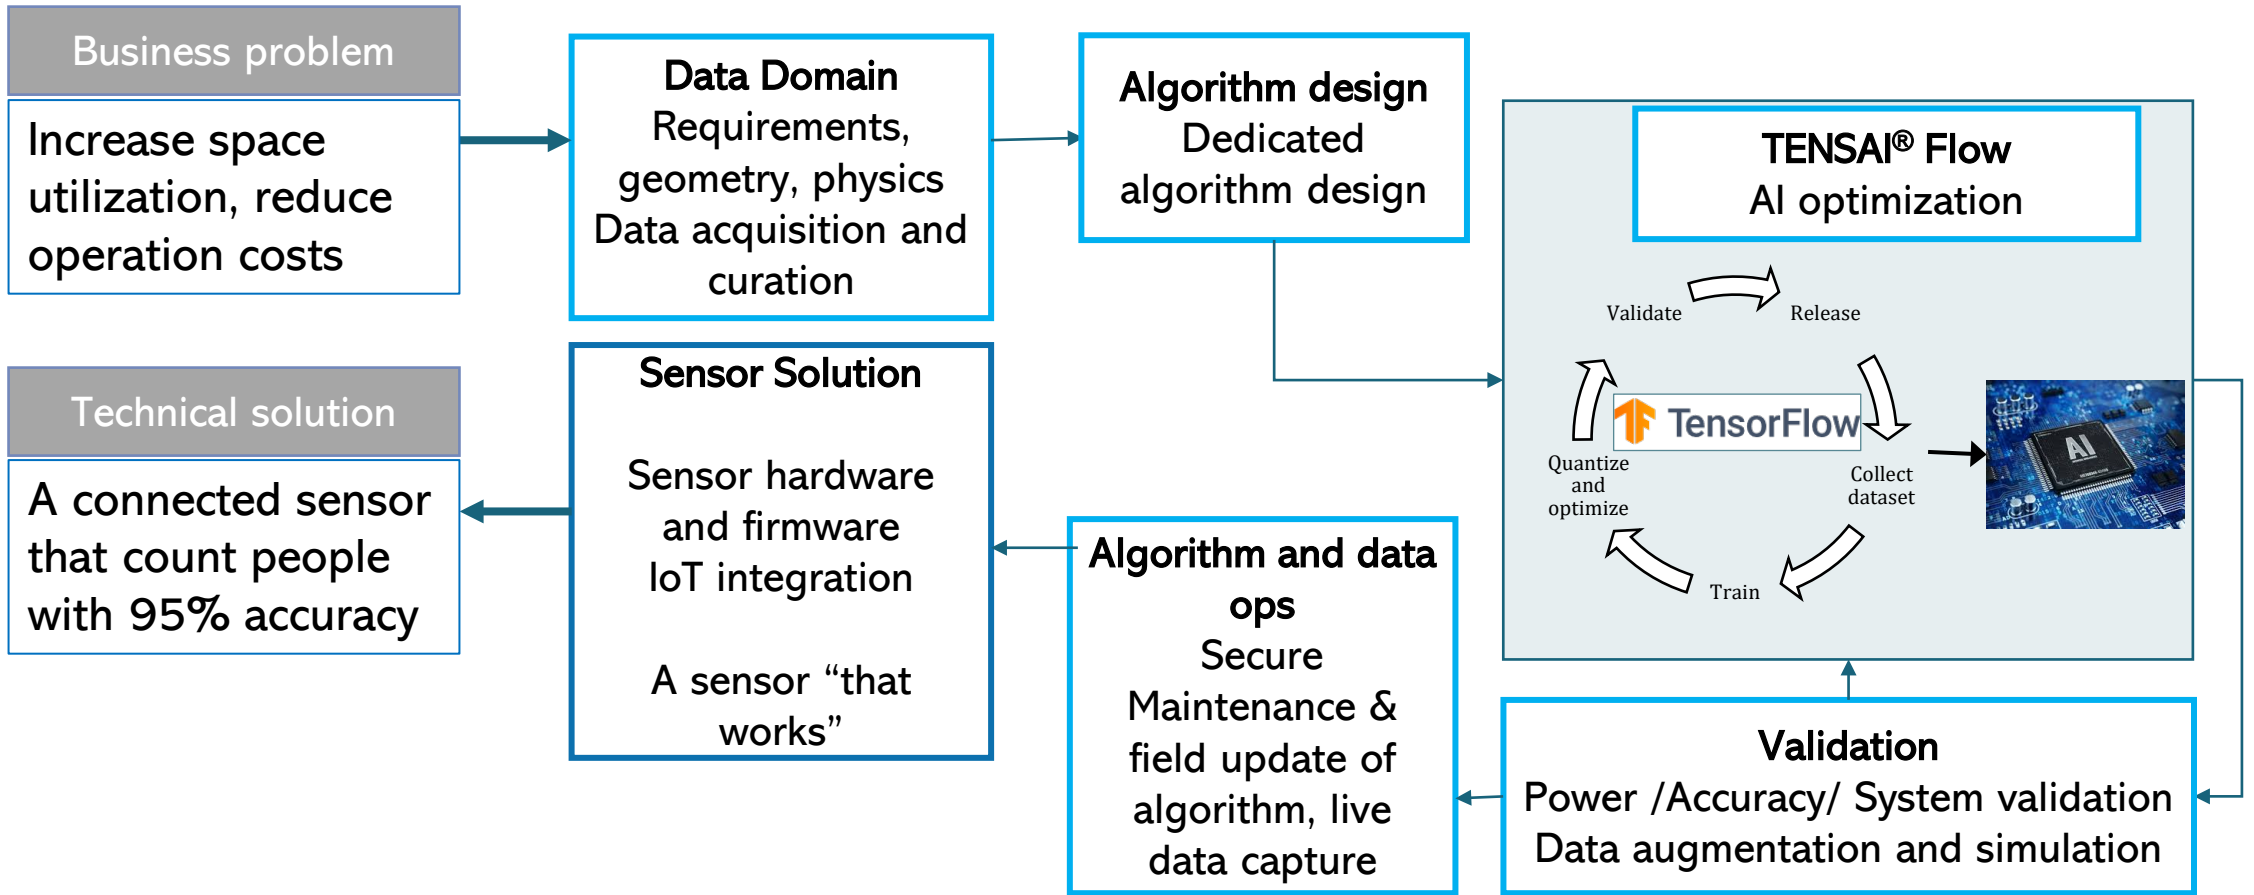 Business problem
Increase space
utilization, reduce
operation costs
Data Domain
Requirements,
geometry, physics
Data acquisition and
curation
Algorithm design
Dedicated
algorithm design
TENSAI® Flow
AI optimization
Validate
Release
TensorFlow
Quantize
and
optimize
Collect
dataset
Train
AI
Technical solution
A connected sensor
that count people
with 95% accuracy
Sensor Solution
Sensor hardware
and firmware
IoT integration
A sensor “that
works”
Algorithm and data
ops
Secure
Maintenance &
field update of
algorithm, live
data capture
Validation
Power /Accuracy/ System validation
Data augmentation and simulation